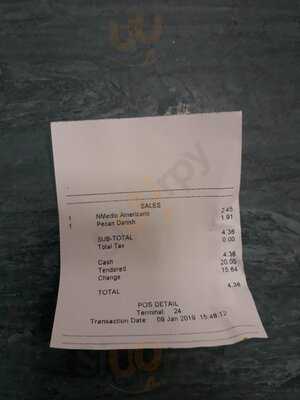 SALES
1 NMedio Americano 2.45
1 Pecan Danish 1.91
SUB-TOTAL 4.36
Total Tax 0.00
4.36
Cash 20.00
Tendered 15.64
Change
TOTAL 4.36
POS DETAIL
Terminal: 24
Transaction Date 09 Jan 2019 15:48:12